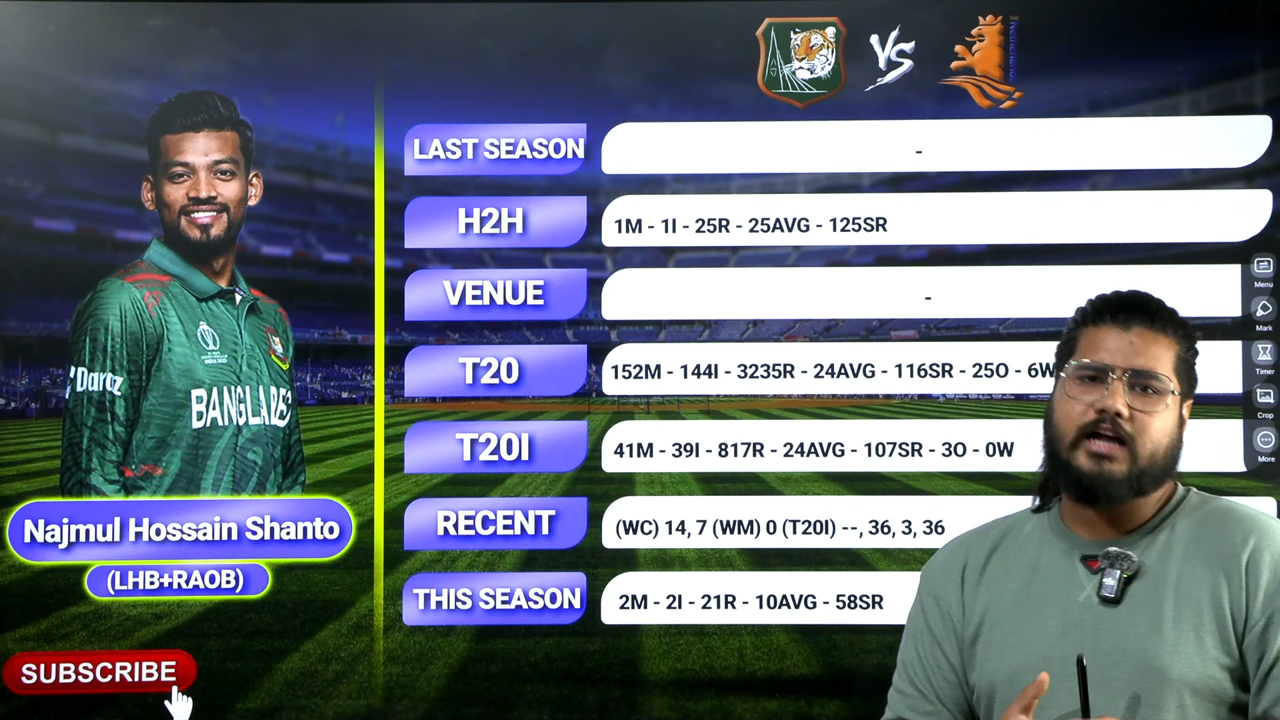 VS
THE
LAST SEASON
-
H2H
1M - 1I - 25R - 25AVG - 125SR
VENUE
-
T20
152M - 144I - 3235R - 24AVG - 116SR - 25O - 6W
T20I
41M - 39I - 817R - 24AVG - 107SR - 3O - 0W
RECENT
(WC) 14, 7 (WM) 0 (T20I) --, 36, 3, 36
THIS SEASON
2M - 2I - 21R - 10AVG - 58SR
Daraz
BANGLADES
Najmul Hossain Shanto
(LHB+RAOB)
SUBSCRIBE
Menu
Mark
Timer
Crop
More